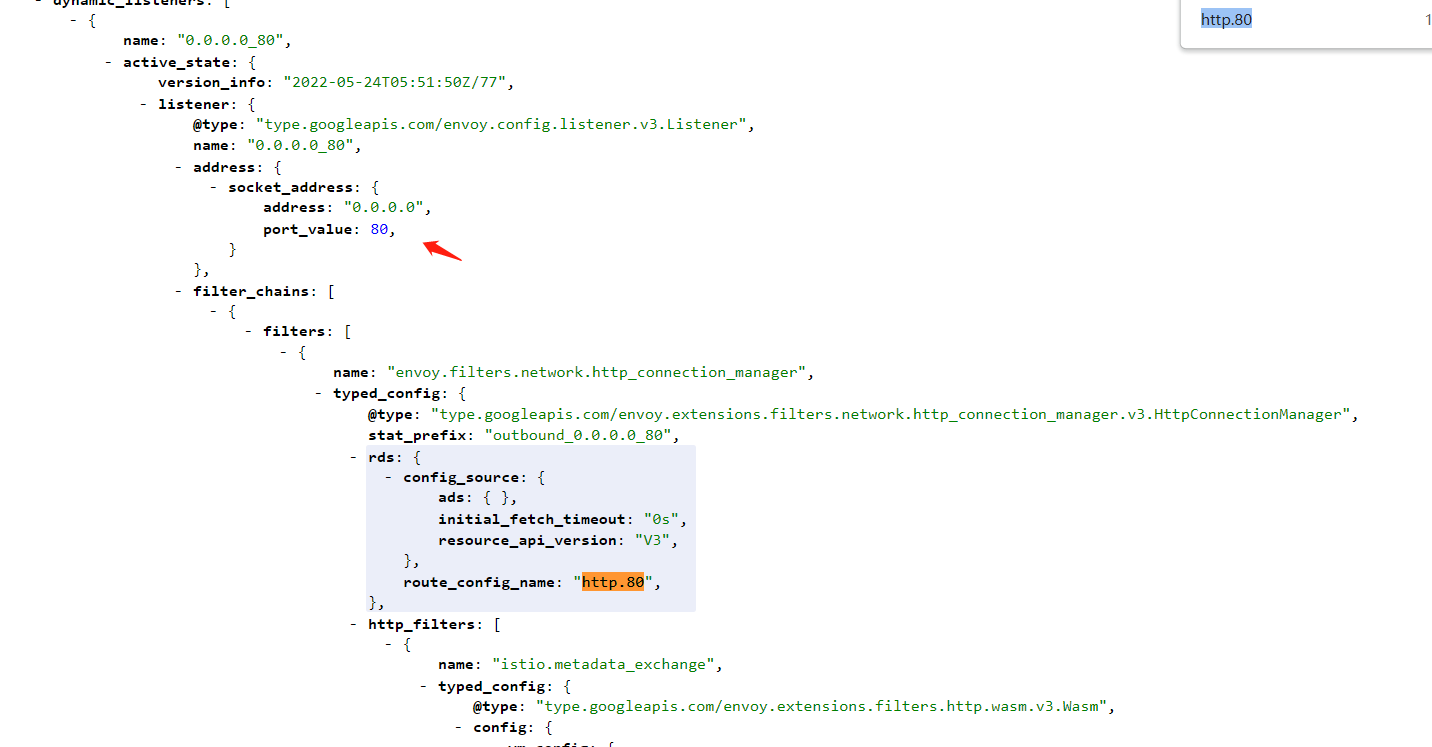 - dynamic_listeners: [
- {
name: "0.0.0.0_80",
- active_state: {
version_info: "2022-05-24T05:51:50Z/77",
- listener: {
@type: "type.googleapis.com/envoy.config.listener.v3.Listener",
name: "0.0.0.0_80",
- address: {
- socket_address: {
address: "0.0.0.0",
port_value: 80,
}
},
- filter_chains: [
- {
- filters: [
- {
name: "envoy.filters.network.http_connection_manager",
- typed_config: {
@type: "type.googleapis.com/envoy.extensions.filters.network.http_connection_manager.v3.HttpConnectionManager",
stat_prefix: "outbound_0.0.0.0_80",
- rds: {
- config_source: {
ads: { },
initial_fetch_timeout: "0s",
resource_api_version: "V3",
},
route_config_name: "http.80",
},
- http_filters: [
- {
name: "istio.metadata_exchange",
- typed_config: {
@type: "type.googleapis.com/envoy.extensions.filters.http.wasm.v3.Wasm",
- config: {
- vm_config: {
http.80 1